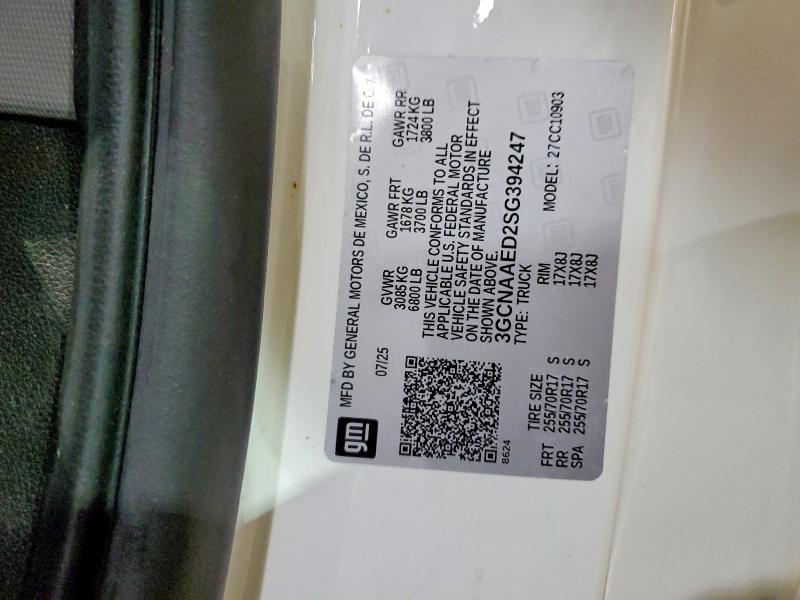 gm
MFD BY GENERAL MOTORS DE MEXICO, S. DE R.L. DE C.V.
07/25
GVWR GAWR FRT GAWR RR
3085 KG 1678 KG 1724 KG
6800 LB 3700 LB 3800 LB
THIS VEHICLE CONFORMS TO ALL
APPLICABLE U.S. FEDERAL MOTOR
VEHICLE SAFETY STANDARDS IN EFFECT
ON THE DATE OF MANUFACTURE
SHOWN ABOVE.
3GCNAAED2SG394247
8624
TYPE: TRUCK
MODEL: 27CC10903
TIRE SIZE RIM
FRT 255/70R17 S 17X8J
RR 255/70R17 S 17X8J
SPA 255/70R17 S 17X8J